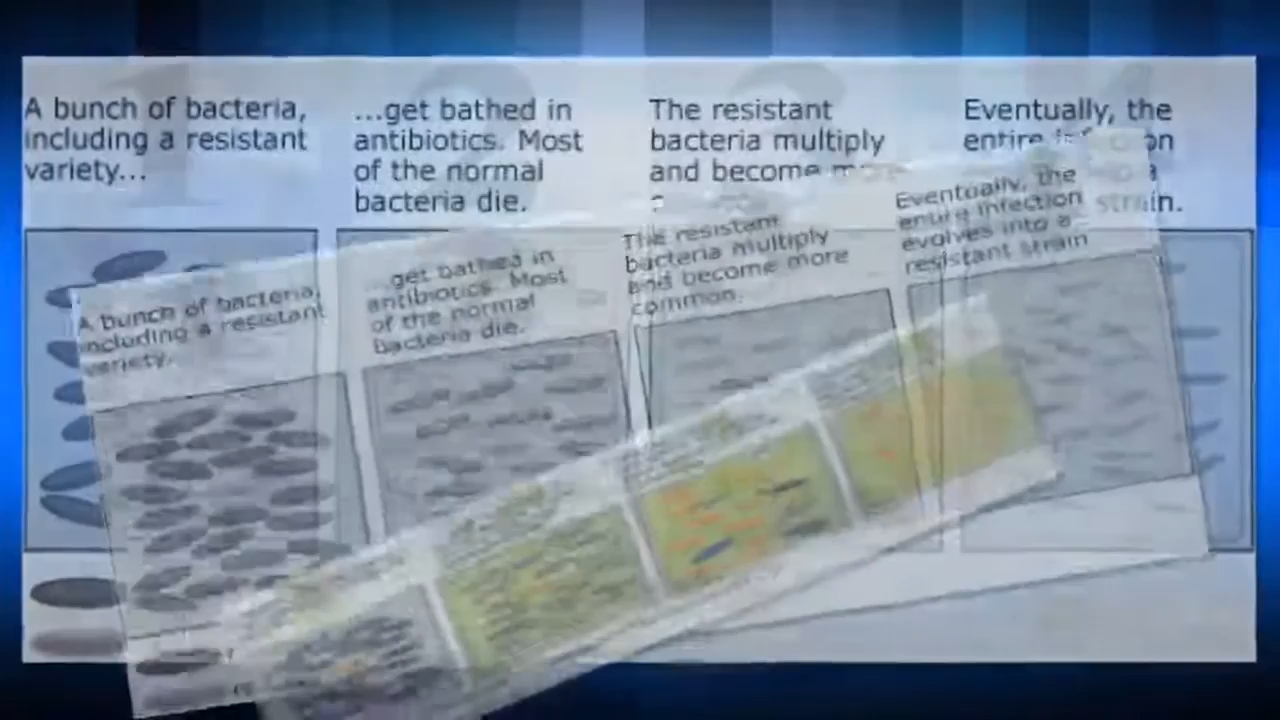 A bunch of bacteria,
including a resistant
variety...
...get bathed in
antibiotics. Most
of the normal
bacteria die.
The resistant
bacteria multiply
and become more
Eventually, the
entire infection
a
strain.
A bunch of bacteria,
including a resistant
variety.
...get bathed in
antibiotics. Most
of the normal
bacteria die.
The resistant
bacteria multiply
and become more
common.
Eventually, the
entire infection
evolves into a
resistant strain